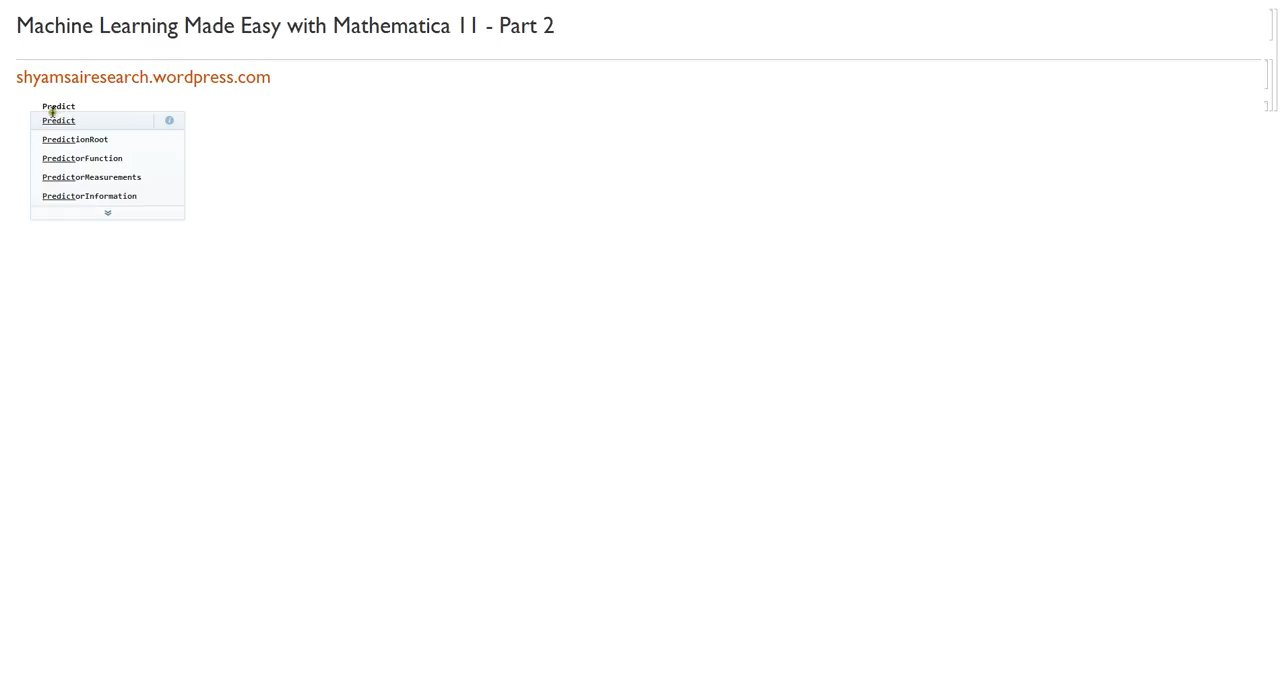 Machine Learning Made Easy with Mathematica 11 - Part 2
shyamsairesearch.wordpress.com
Predict
Predict
PredictionRoot
PredictorFunction
PredictorMeasurements
PredictorInformation